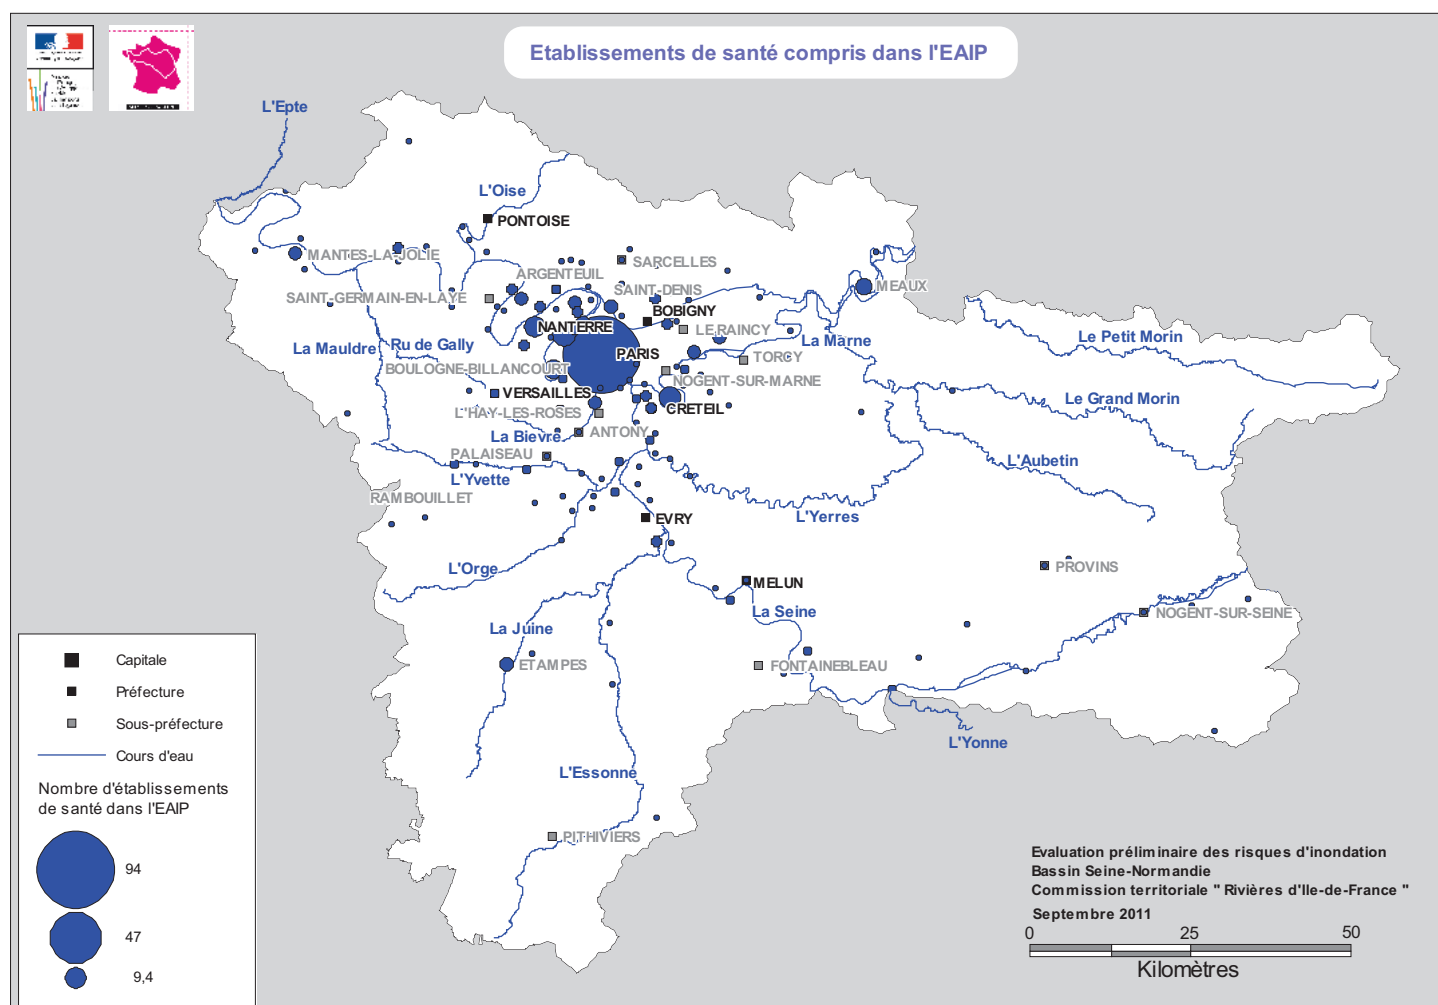 Etablissements de santé compris dans l'EAIP
L'Epte
L'Oise
PONTOISE
MANTES-LA-JOLIE
SARCELLES
ARGENTEUIL
SAINT-GERMAIN-EN-LAYE
SAINT-DENIS
MEAUX
BOBIGNY
NANTERRE
LE RAINCY
La Mauldre
Ru de Gally
La Marne
Le Petit Morin
PARIS
TORCY
BOULOGNE-BILLANCOURT
NOGENT-SUR-MARNE
VERSAILLES
Le Grand Morin
L'HAY-LES-ROSES
CRETEIL
La Bievre
ANTONY
PALAISEAU
L'Aubetin
L'Yvette
RAMBOUILLET
L'Yerres
EVRY
L'Orge
PROVINS
MELUN
La Seine
NOGENT-SUR-SEINE
La Juine
ETAMPES
FONTAINEBLEAU
L'Yonne
L'Essonne
PITHIVIERS
Capitale
Préfecture
Sous-préfecture
Cours d'eau
Nombre d'établissements
de santé dans l'EAIP
94
47
9,4
Evaluation préliminaire des risques d'inondation
Bassin Seine-Normandie
Commission territoriale " Rivières d'Ile-de-France "
Septembre 2011
0 25 50
Kilomètres